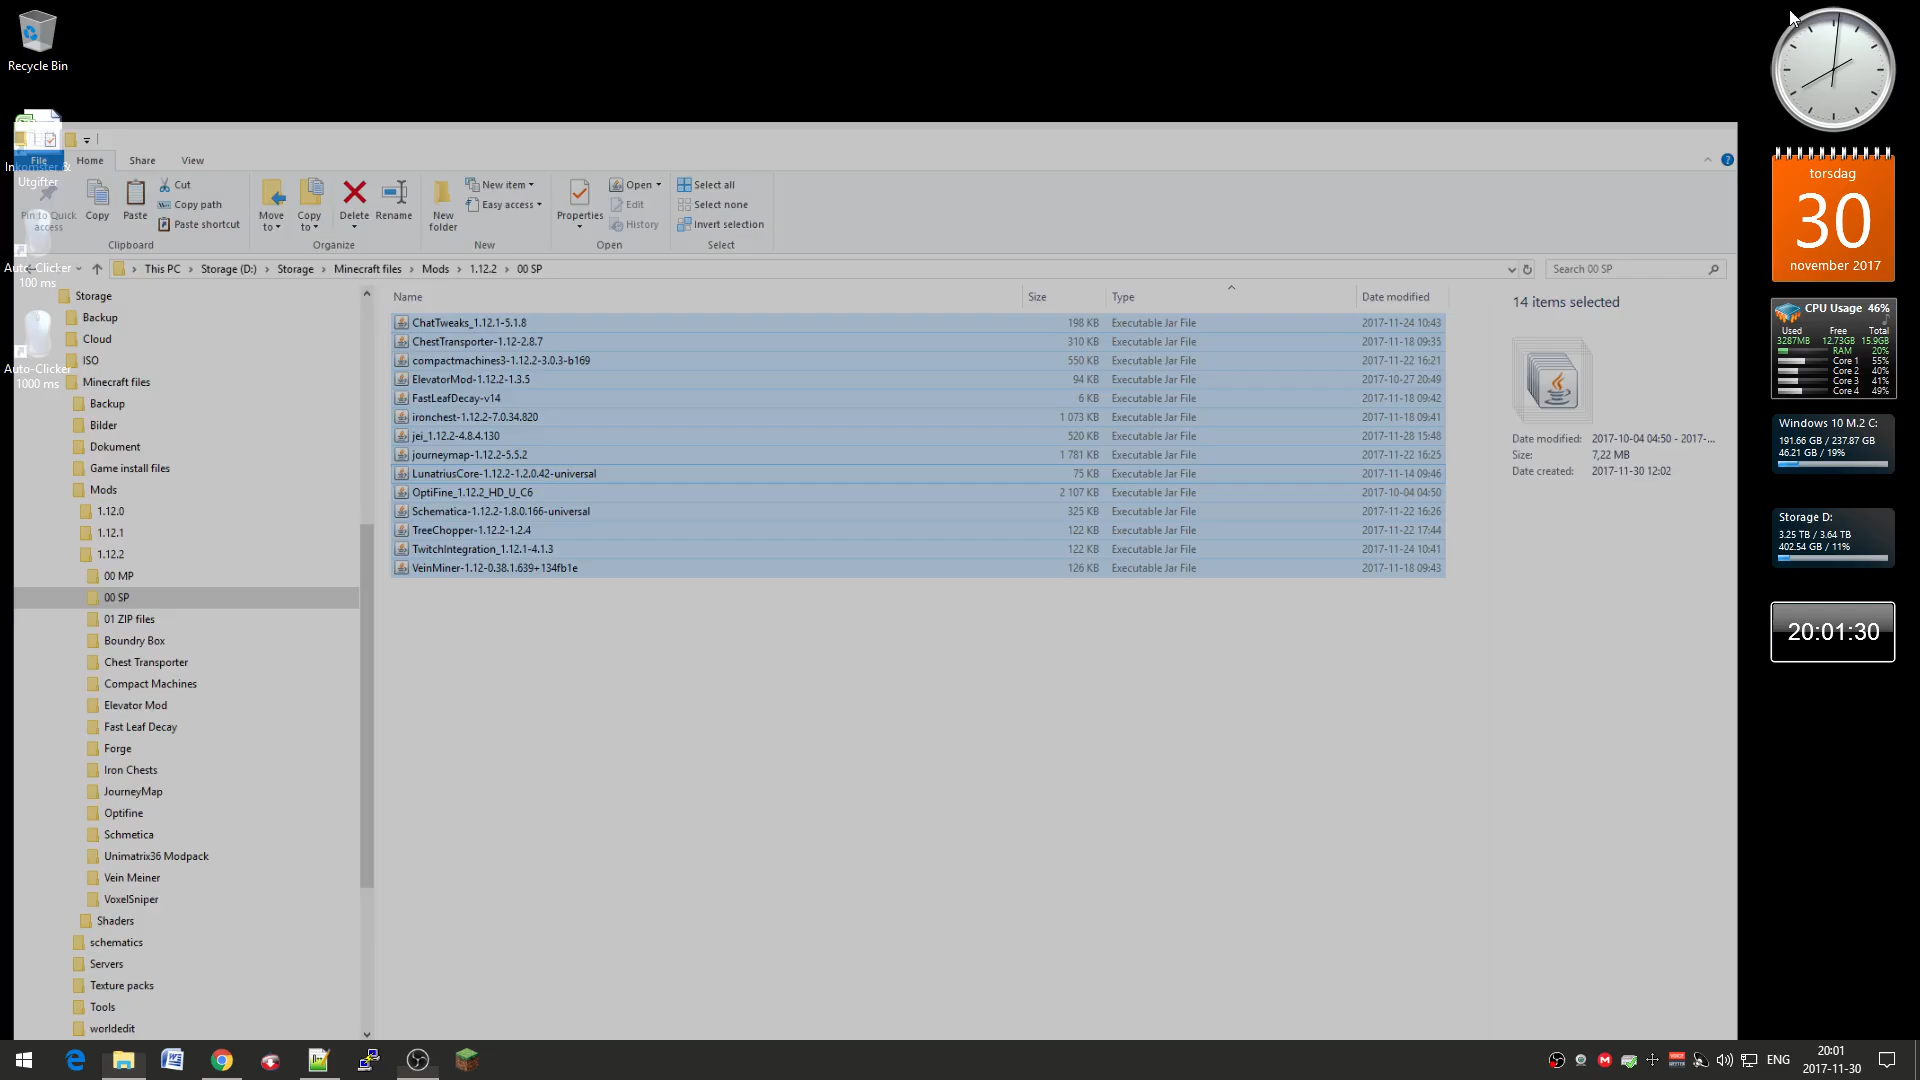 Recycle Bin
File
Home
Share
View
Inkomster &
Utgifter
Pin to Quick
access
Copy
Paste
Cut
Copy path
Paste shortcut
Clipboard
Move
to
Copy
to
Delete
Rename
Organize
New
folder
New item
Easy access
New
Properties
Open
Edit
History
Open
Select all
Select none
Invert selection
Select
Auto-Clicker
100 ms
Auto-Clicker
1000 ms
This PC > Storage (D:) > Storage > Minecraft files > Mods > 1.12.2 > 00 SP
Search 00 SP
Storage
Backup
Cloud
ISO
Minecraft files
Backup
Bilder
Dokument
Game install files
Mods
1.12.0
1.12.1
1.12.2
00 MP
00 SP
01 ZIP files
Boundry Box
Chest Transporter
Compact Machines
Elevator Mod
Fast Leaf Decay
Forge
Iron Chests
JourneyMap
Optifine
Schmetica
Unimatrix36 Modpack
Vein Meiner
VoxelSniper
Shaders
schematics
Servers
Texture packs
Tools
worldedit
Name Size Type Date modified
ChatTweaks_1.12.1-5.1.8 198 KB Executable Jar File 2017-11-24 10:43
ChestTransporter-1.12-2.8.7 310 KB Executable Jar File 2017-11-18 09:35
compactmachines3-1.12.2-3.0.3-b169 550 KB Executable Jar File 2017-11-22 16:21
ElevatorMod-1.12.2-1.3.5 94 KB Executable Jar File 2017-10-27 20:49
FastLeafDecay-v14 6 KB Executable Jar File 2017-11-18 09:42
ironchest-1.12.2-7.0.34.820 1 073 KB Executable Jar File 2017-11-18 09:41
jei_1.12.2-4.8.4.130 520 KB Executable Jar File 2017-11-28 15:48
journeymap-1.12.2-5.5.2 1 781 KB Executable Jar File 2017-11-22 16:25
LunatriusCore-1.12.2-1.2.0.42-universal 75 KB Executable Jar File 2017-11-14 09:46
OptiFine_1.12.2_HD_U_C6 2 107 KB Executable Jar File 2017-10-04 04:50
Schematica-1.12.2-1.8.0.166-universal 325 KB Executable Jar File 2017-11-22 16:26
TreeChopper-1.12.2-1.2.4 122 KB Executable Jar File 2017-11-22 17:44
TwitchIntegration_1.12.1-4.1.3 122 KB Executable Jar File 2017-11-24 10:41
VeinMiner-1.12-0.38.1.639+134fb1e 126 KB Executable Jar File 2017-11-18 09:43
14 items selected
Date modified: 2017-10-04 04:50 - 2017-...
Size: 7,22 MB
Date created: 2017-11-30 12:02
torsdag
30
november 2017
CPU Usage 46%
Used Free Total
3287MB 12.73GB 15.9GB
RAM 20%
Core 1 55%
Core 2 40%
Core 3 41%
Core 4 49%
Windows 10 M.2 C:
191.66 GB / 237.87 GB
46.21 GB / 19%
Storage D:
3.25 TB / 3.64 TB
402.54 GB / 11%
20:01:30
ENG
20:01
2017-11-30